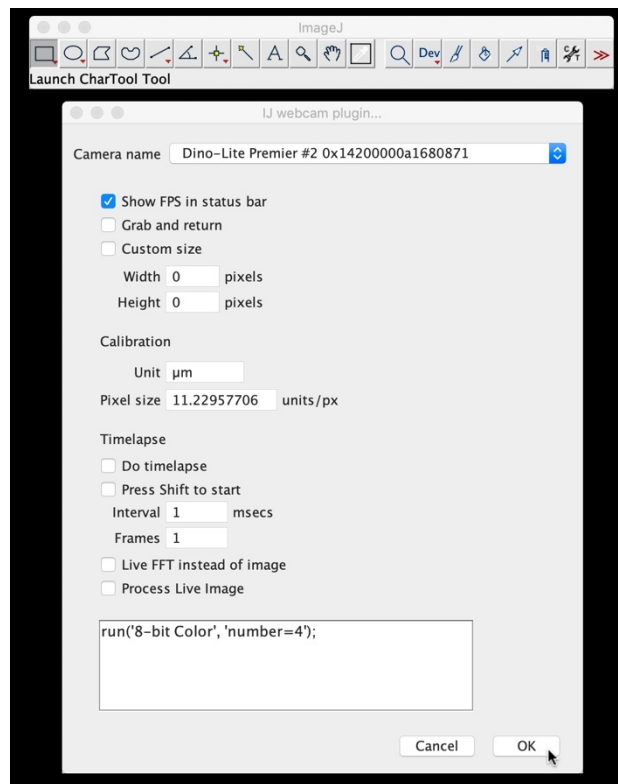 ImageJ
A Dev C ^ T >>
Launch CharTool Tool
IJ webcam plugin...
Camera name Dino-Lite Premier #2 0x14200000a1680871
Show FPS in status bar
Grab and return
Custom size
Width 0 pixels
Height 0 pixels
Calibration
Unit µm
Pixel size 11.22957706 units/px
Timelapse
Do timelapse
Press Shift to start
Interval 1 msecs
Frames 1
Live FFT instead of image
Process Live Image
run('8-bit Color', 'number=4');
Cancel OK